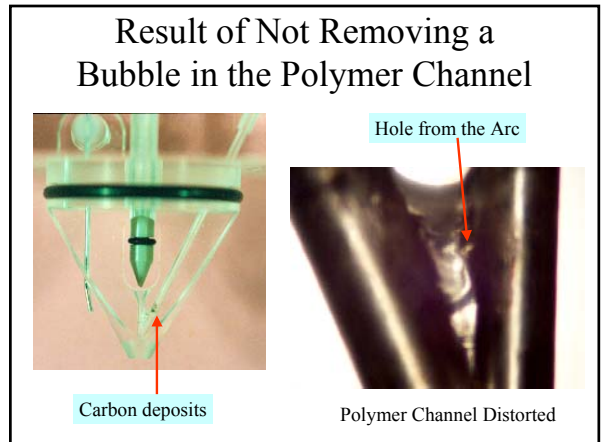 Result of Not Removing a
Bubble in the Polymer Channel
Hole from the Arc
Carbon deposits
Polymer Channel Distorted